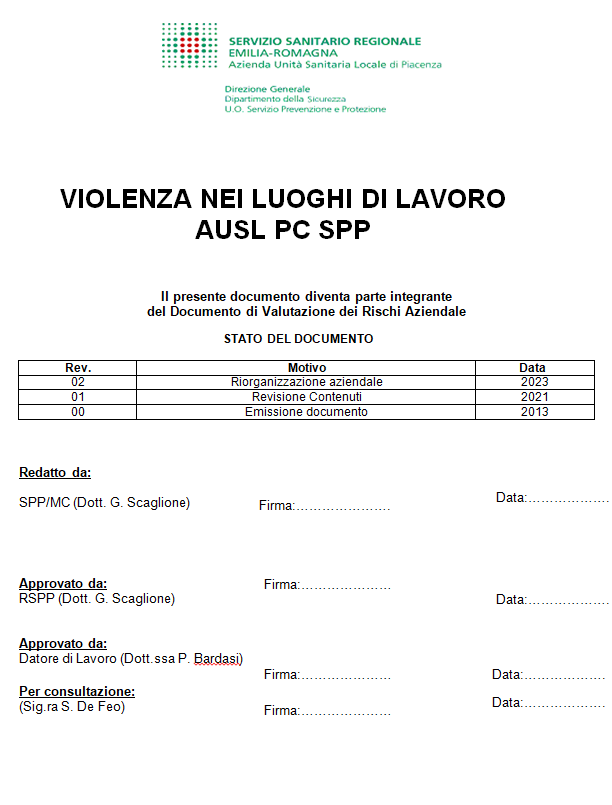 SERVIZIO SANITARIO REGIONALE
EMILIA-ROMAGNA
Azienda Unità Sanitaria Locale di Piacenza
Direzione Generale
Dipartimento della Sicurezza
U.O. Servizio Prevenzione e Protezione
VIOLENZA NEI LUOGHI DI LAVORO
AUSL PC SPP
Il presente documento diventa parte integrante
del Documento di Valutazione dei Rischi Aziendale
STATO DEL DOCUMENTO
Rev. Motivo Data
02 Riorganizzazione aziendale 2023
01 Revisione Contenuti 2021
00 Emissione documento 2013
Redatto da:
SPP/MC (Dott. G. Scaglione) Firma:…………………. Data:……………….
Approvato da: Firma:…………………
RSPP (Dott. G. Scaglione) Data:……………….
Approvato da:
Datore di Lavoro (Dott.ssa P. Bardasi) Firma:………………… Data:……………….
Per consultazione:
(Sig.ra S. De Feo) Firma:………………… Data:……………….